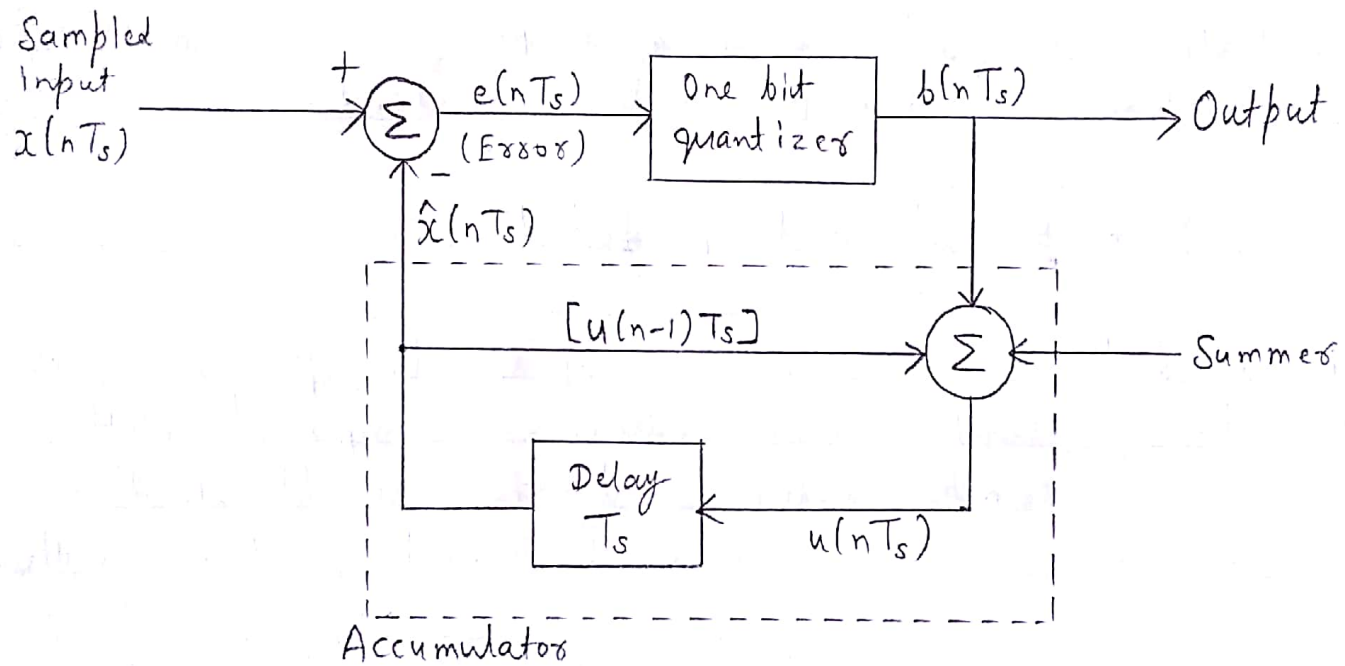 Sampled
Input
x(nTs)
+
Σ
e(nTs)
(Error)
One bit
quantizer
b(nTs)
Output
-
x̂(nTs)
[u(n-1)Ts]
Σ
Summer
Delay
Ts
u(nTs)
Accumulator